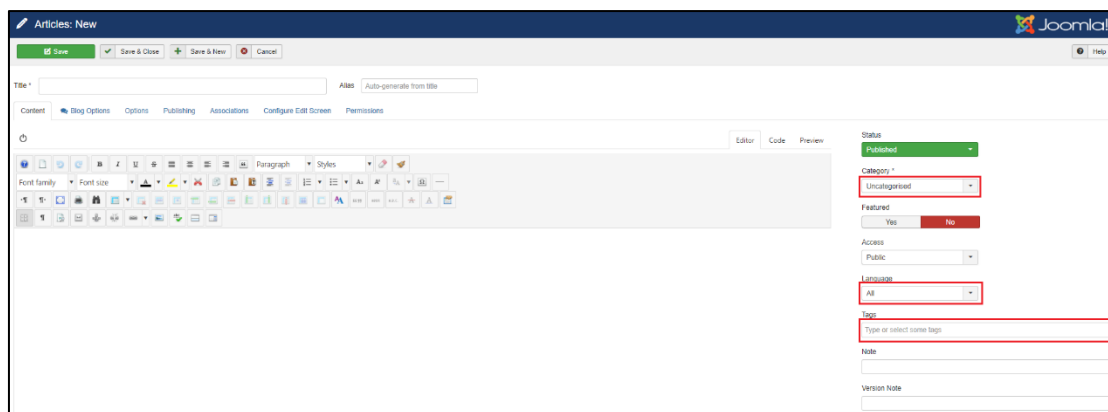 Articles: New
Joomla!
Save
Save & Close
Save & New
Cancel
Help
Title *
Alias
Auto-generate from title
Content
Blog Options
Options
Publishing
Associations
Configure Edit Screen
Permissions
Editor
Code
Preview
Paragraph
Styles
Font family
Font size
Status
Published
Category *
Uncategorised
Featured
Yes
No
Access
Public
Language
All
Tags
Type or select some tags
Note
Version Note